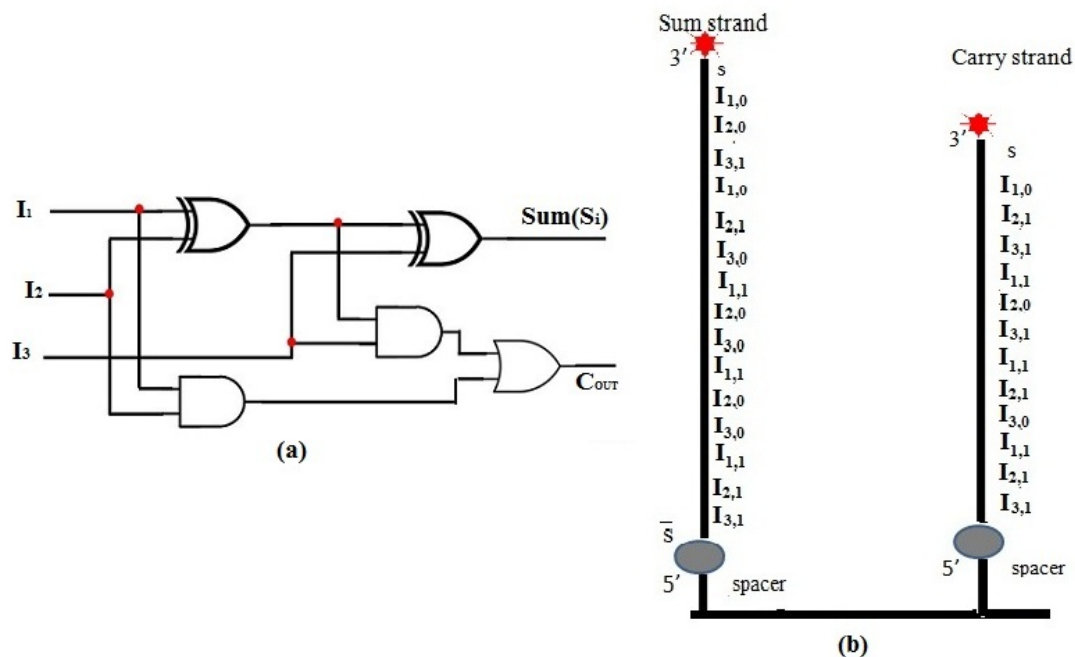 I₁
I₂
I₃
Sum(Sᵢ)
C_OUT
(a)
Sum strand
3′
s
I₁,₀
I₂,₀
I₃,₁
I₁,₀
I₂,₁
I₃,₀
I₁,₁
I₂,₀
I₃,₀
I₁,₁
I₂,₀
I₃,₀
I₁,₁
I₂,₁
I₃,₁
s̅
5′
spacer
Carry strand
3′
s
I₁,₀
I₂,₁
I₃,₁
I₁,₁
I₂,₀
I₃,₁
I₁,₁
I₂,₁
I₃,₀
I₁,₁
I₂,₁
I₃,₁
5′
spacer
(b)